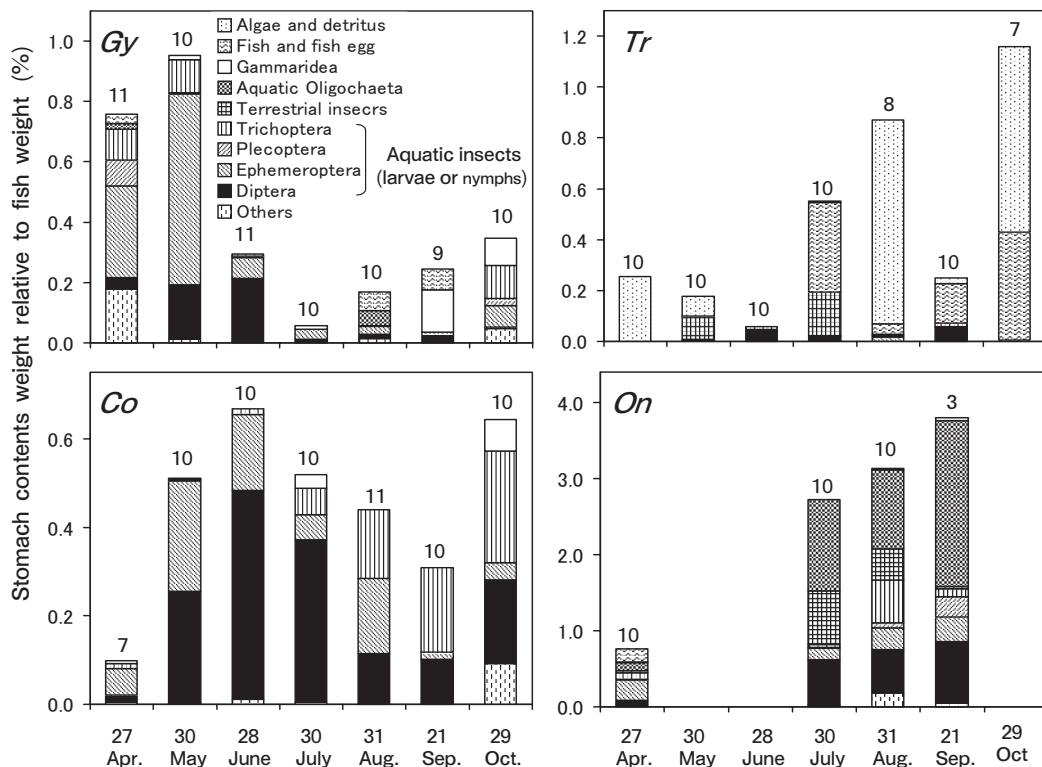 Stomach contents weight relative to fish weight (%)
Gy
1.0
0.8
0.6
0.4
0.2
0.0
11
10
11
10
10
9
10
Algae and detritus
Fish and fish egg
Gammaridea
Aquatic Oligochaeta
Terrestrial insecrs
Trichoptera
Plecoptera
Ephemeroptera
Diptera
Others
Aquatic insects
(larvae or nymphs)
Tr
1.2
1.0
0.8
0.6
0.4
0.2
0.0
10
10
10
10
8
10
7
Co
0.6
0.4
0.2
0.0
7
10
10
10
11
10
10
27 30 28 30 31 21 29
Apr. May June July Aug. Sep. Oct.
On
4.0
3.0
2.0
1.0
0.0
10
10
10
3
27 30 28 30 31 21 29
Apr. May June July Aug. Sep. Oct